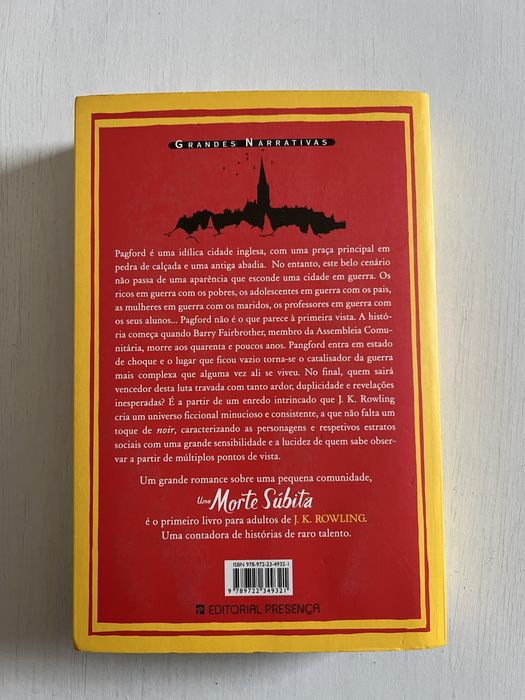 GRANDES NARRATIVAS
Pagford é uma idílica cidade inglesa, com uma praça principal em
pedra de calçada e uma antiga abadia. No entanto, este belo cenário
não passa de uma aparência que esconde uma cidade em guerra. Os
ricos em guerra com os pobres, os adolescentes em guerra com os pais,
as mulheres em guerra com os maridos, os professores em guerra com
os seus alunos... Pagford não é o que parece à primeira vista. A histó-
ria começa quando Barry Fairbrother, membro da Assembleia Comu-
nitária, morre aos quarenta e poucos anos. Pagford entra em estado
de choque e o lugar que ficou vazio torna-se o catalisador da guerra
mais complexa que alguma vez ali se viveu. No final, quem sairá
vencedor desta luta travada com tanto ardor, duplicidade e revelações
inesperadas? É a partir de um enredo intrincado que J. K. Rowling
cria um universo ficcional minucioso e consistente, a que não falta um
toque de noir, caracterizando as personagens e respetivos estratos
sociais com uma grande sensibilidade e a lucidez de quem sabe obser-
var a partir de múltiplos pontos de vista.
Um grande romance sobre uma pequena comunidade,
Uma Morte Súbita
é o primeiro livro para adultos de J. K. ROWLING.
Uma contadora de histórias de raro talento.
ISBN 978-972-23-4932-1
9 789722 349321
EDITORIAL PRESENÇA